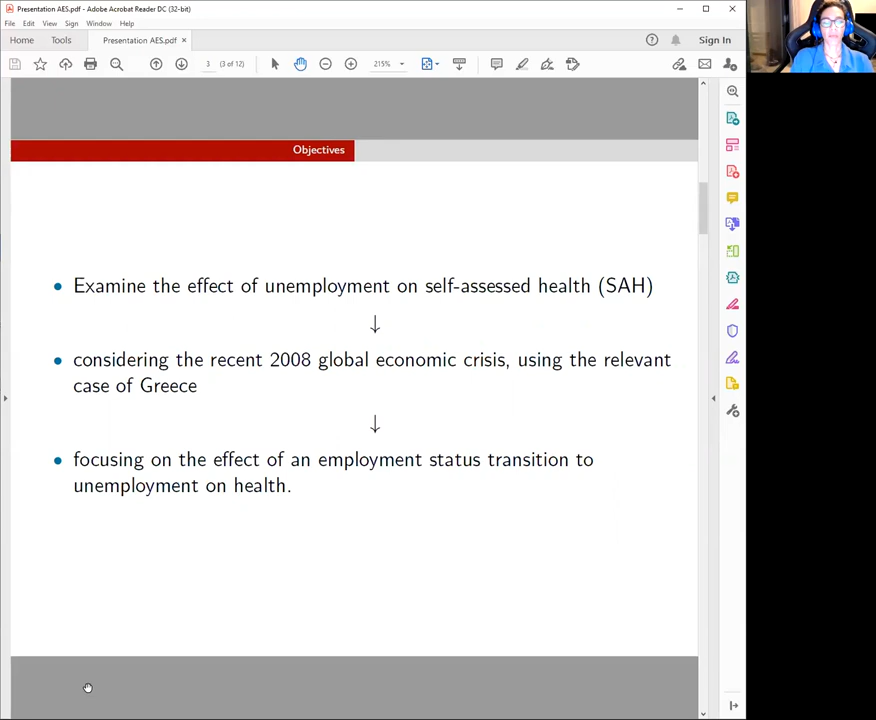 Presentation AES.pdf - Adobe Acrobat Reader DC (32-bit)
File Edit View Sign Window Help
Home Tools Presentation AES.pdf × Sign In
3 (3 of 12) 215%
Objectives
• Examine the effect of unemployment on self-assessed health (SAH)
↓
• considering the recent 2008 global economic crisis, using the relevant
case of Greece
↓
• focusing on the effect of an employment status transition to
unemployment on health.